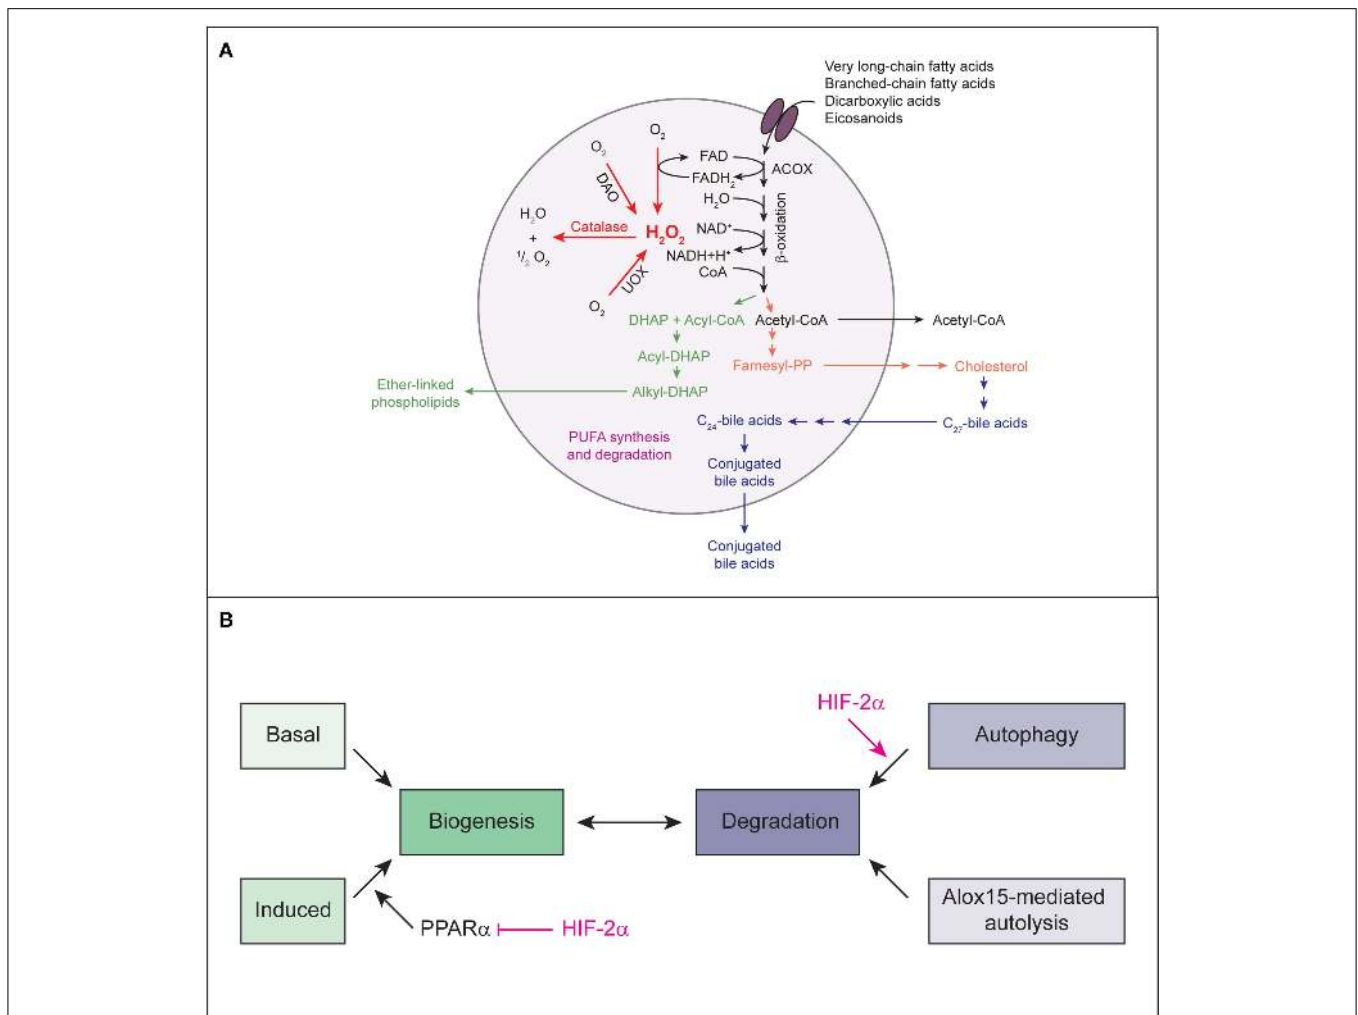 A
Very long-chain fatty acids
Branched-chain fatty acids
Dicarboxylic acids
Eicosanoids
O₂
O₂
DAO
FAD
FADH₂
ACOX
H₂O
H₂O
+
¹/₂ O₂
Catalase
H₂O₂
NAD⁺
NADH+H⁺
CoA
β-oxidation
UOX
O₂
DHAP + Acyl-CoA
Acetyl-CoA
Acetyl-CoA
Acyl-DHAP
Farnesyl-PP
Cholesterol
Ether-linked
phospholipids
Alkyl-DHAP
C₂₄-bile acids
C₂₇-bile acids
PUFA synthesis
and degradation
Conjugated
bile acids
Conjugated
bile acids
B
HIF-2α
Basal
Autophagy
Biogenesis
Degradation
Induced
PPARα
HIF-2α
Alox15-mediated
autolysis